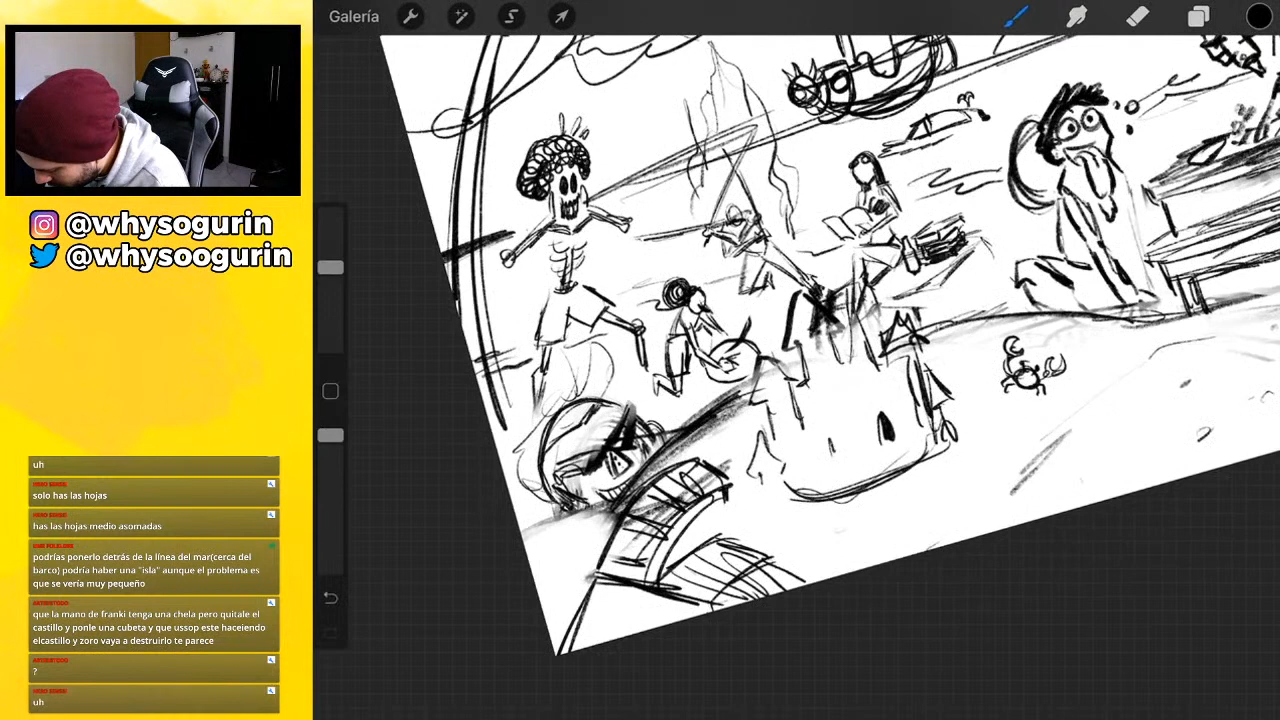 Galería
@whysogurin
@whysoogurin
uh
solo has las hojas
has las hojas medio asomadas
podrías ponerlo detrás de la línea del mar(cerca del
barco) podría haber una "isla" aunque el problema es
que se vería muy pequeño
que la mano de franki tenga una chela pero quitale el
castillo y ponle una cubeta y que ussop este haceiendo
elcastillo y zoro vaya a destruirlo te parece
?
uh